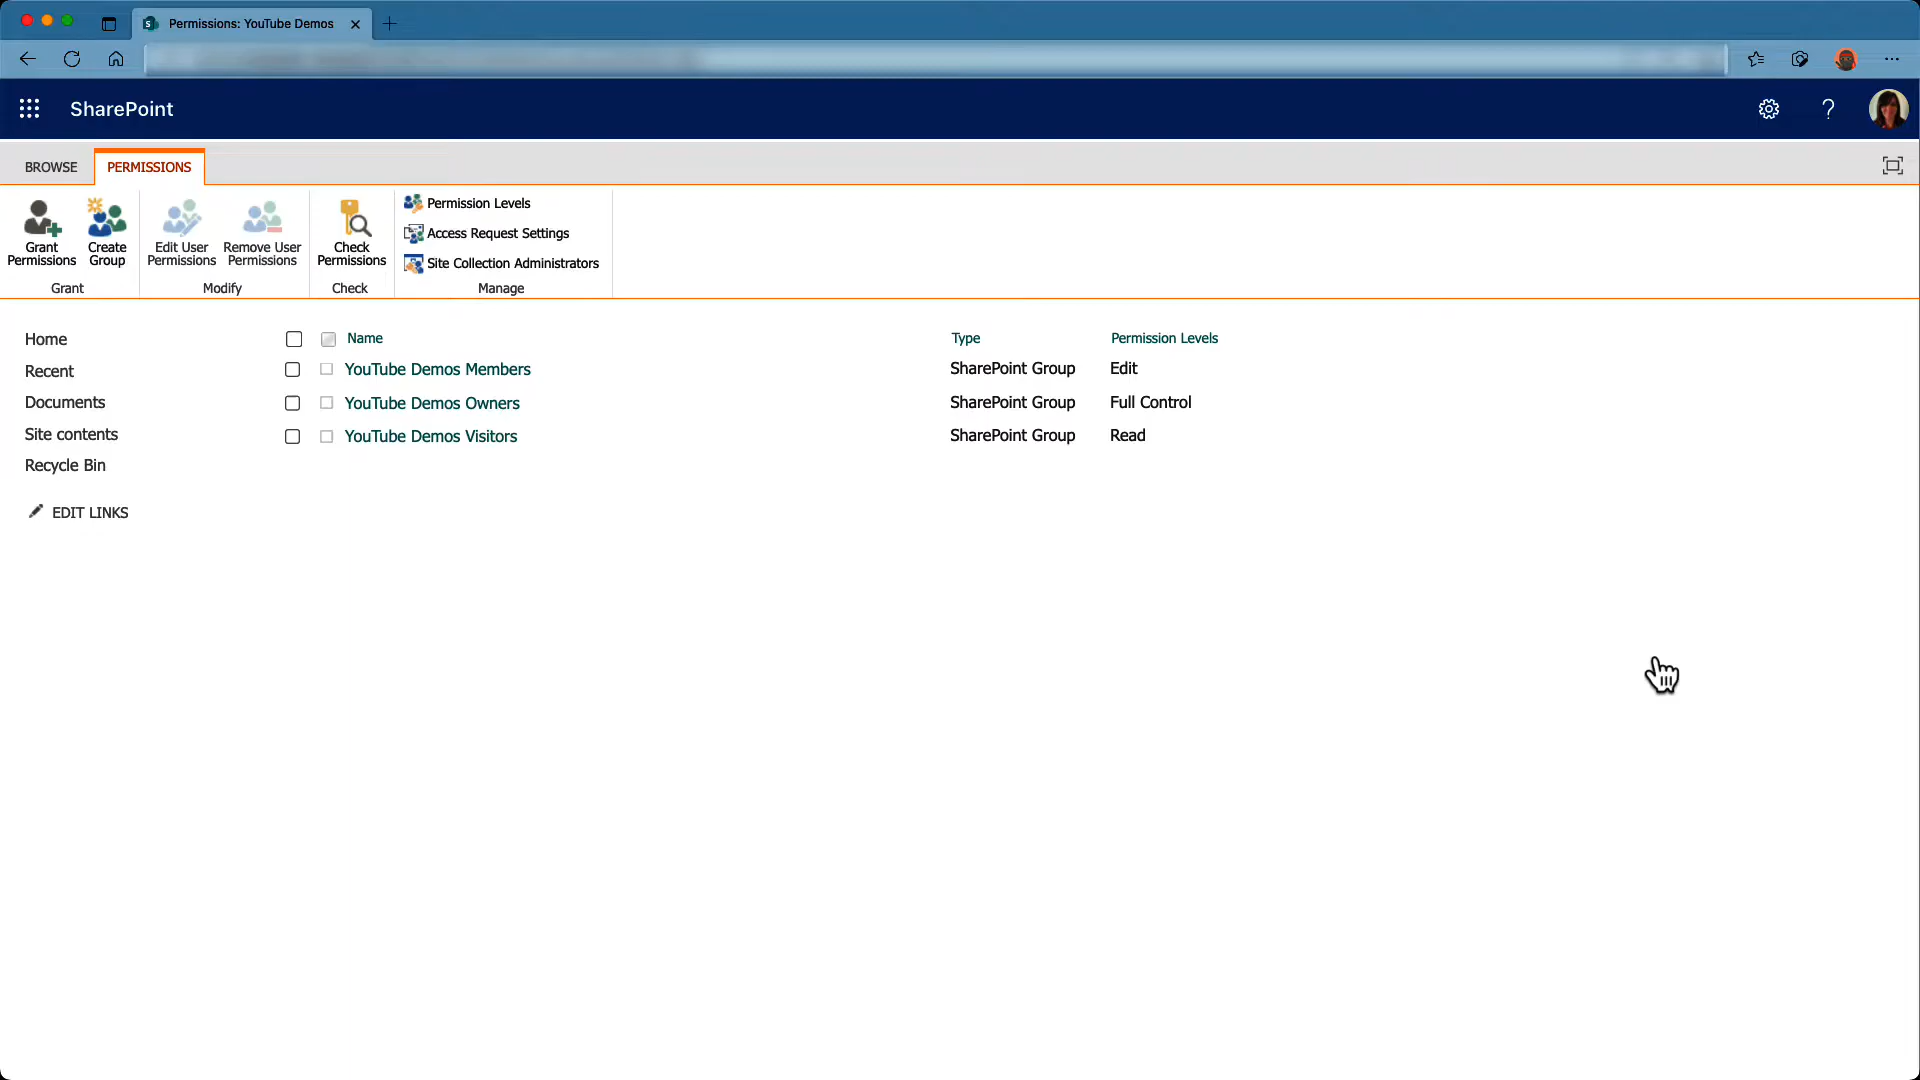 Permissions: YouTube Demos
SharePoint
BROWSE
PERMISSIONS
Grant Permissions
Create Group
Grant
Edit User Permissions
Remove User Permissions
Modify
Check Permissions
Check
Permission Levels
Access Request Settings
Site Collection Administrators
Manage
Home
Recent
Documents
Site contents
Recycle Bin
EDIT LINKS
Name Type Permission Levels
YouTube Demos Members SharePoint Group Edit
YouTube Demos Owners SharePoint Group Full Control
YouTube Demos Visitors SharePoint Group Read